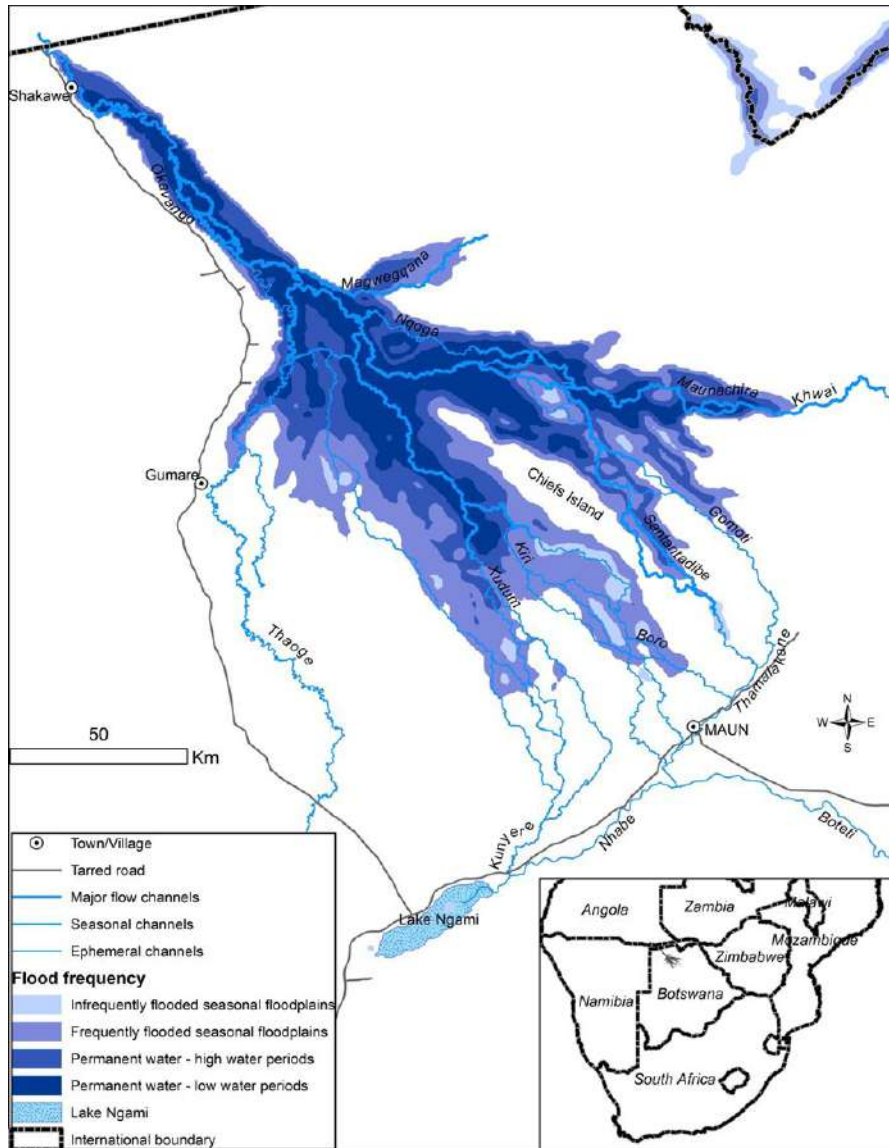 Shakawe
Okavango
Magwegqana
Nqoga
Maunachira
Khwai
Gumare
Chiefs Island
Gomoti
Santantadibe
Kiri
Xudum
Boro
Thaoge
Thamalakane
MAUN
N
W E
S
50
Km
Kunyere
Nhabe
Boteti
Lake Ngami
Town/Village
Tarred road
Major flow channels
Seasonal channels
Ephemeral channels
Flood frequency
Infrequently flooded seasonal floodplains
Frequently flooded seasonal floodplains
Permanent water - high water periods
Permanent water - low water periods
Lake Ngami
International boundary
Angola
Zambia
Malawi
Mozambique
Zimbabwe
Namibia
Botswana
South Africa